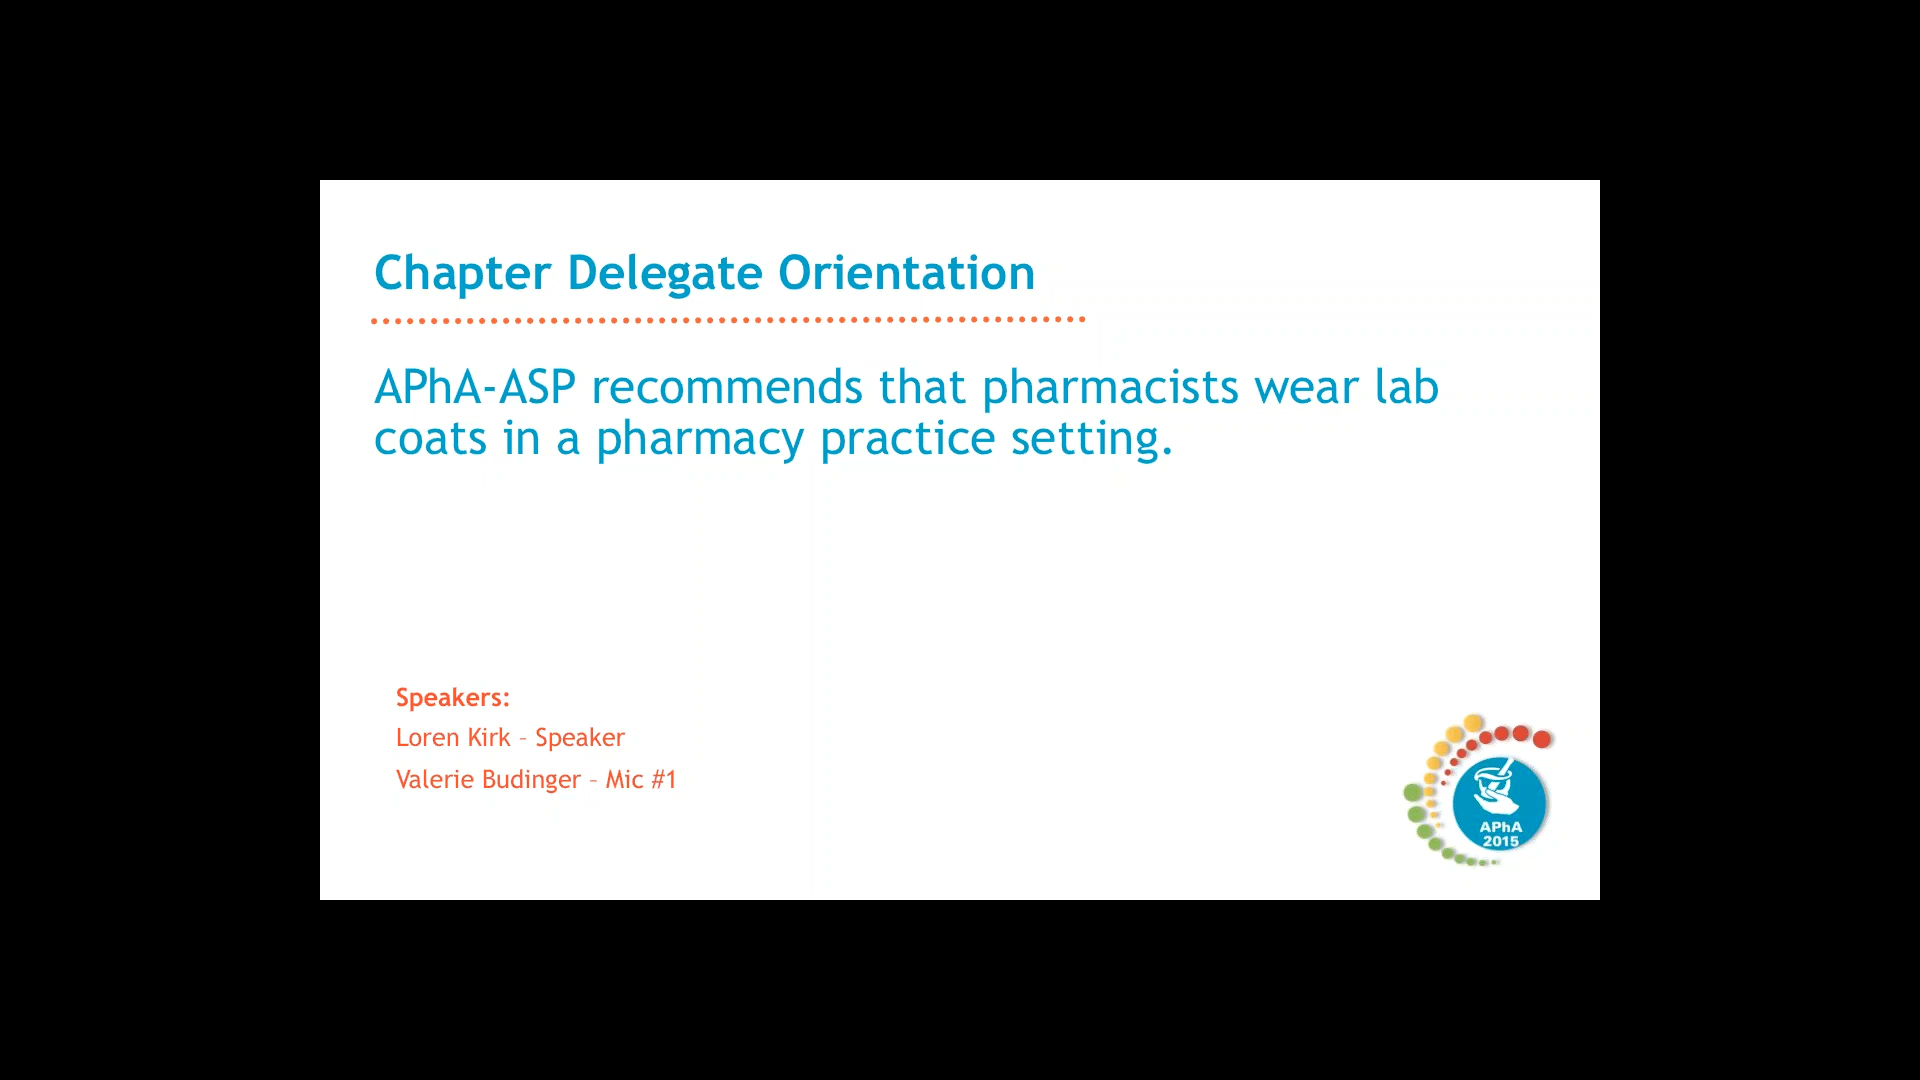 Chapter Delegate Orientation
APhA-ASP recommends that pharmacists wear lab
coats in a pharmacy practice setting.
Speakers:
Loren Kirk – Speaker
Valerie Budinger – Mic #1
APhA
2015